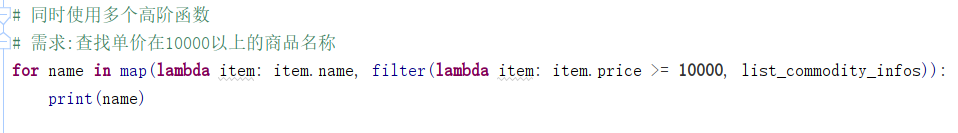 # 同时使用多个高阶函数
# 需求:查找单价在10000以上的商品名称
for name in map(lambda item: item.name, filter(lambda item: item.price >= 10000, list_commodity_infos)):
    print(name)